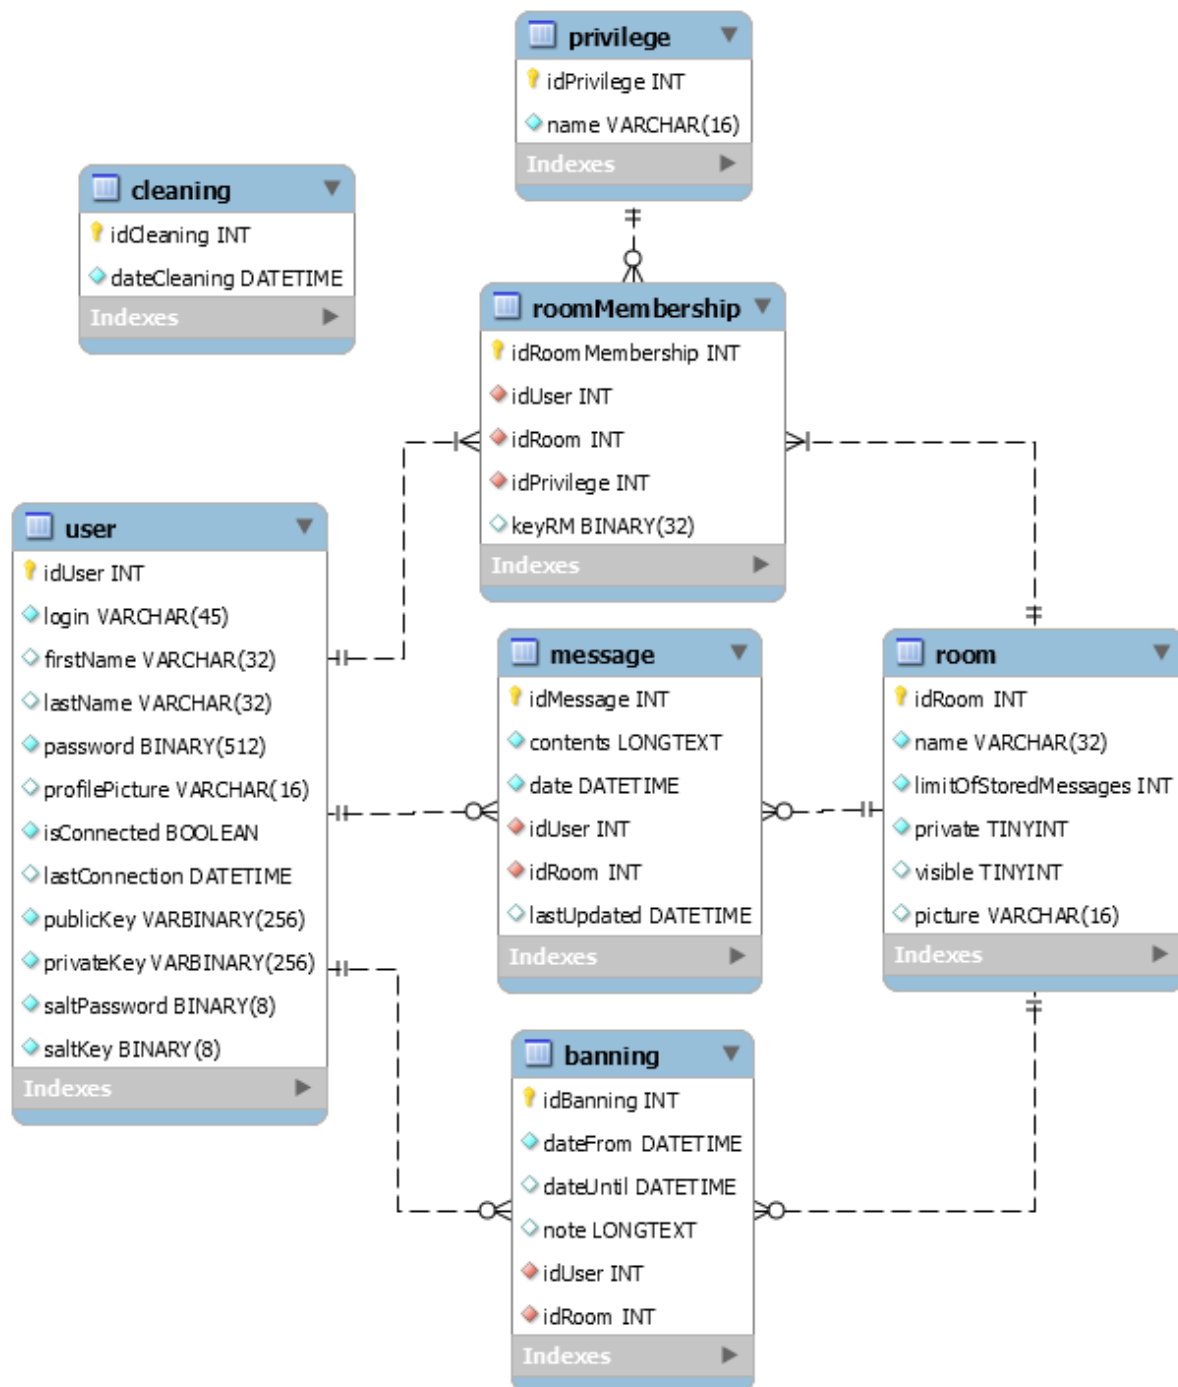 privilege
idPrivilege INT
name VARCHAR(16)
Indexes
cleaning
idCleaning INT
dateCleaning DATETIME
Indexes
roomMembership
idRoomMembership INT
idUser INT
idRoom INT
idPrivilege INT
keyRM BINARY(32)
Indexes
user
idUser INT
login VARCHAR(45)
firstName VARCHAR(32)
lastName VARCHAR(32)
password BINARY(512)
profilePicture VARCHAR(16)
isConnected BOOLEAN
lastConnection DATETIME
publicKey VARBINARY(256)
privateKey VARBINARY(256)
saltPassword BINARY(8)
saltKey BINARY(8)
Indexes
message
idMessage INT
contents LONGTEXT
date DATETIME
idUser INT
idRoom INT
lastUpdated DATETIME
Indexes
room
idRoom INT
name VARCHAR(32)
limitOfStoredMessages INT
private TINYINT
visible TINYINT
picture VARCHAR(16)
Indexes
banning
idBanning INT
dateFrom DATETIME
dateUntil DATETIME
note LONGTEXT
idUser INT
idRoom INT
Indexes